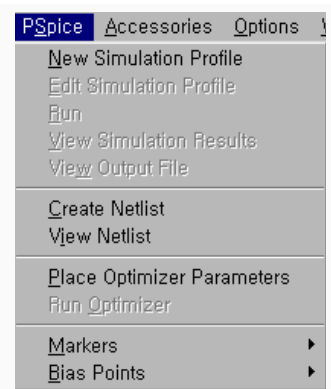 PSpice Accessories Options
New Simulation Profile
Edit Simulation Profile
Run
View Simulation Results
View Output File
Create Netlist
View Netlist
Place Optimizer Parameters
Run Optimizer
Markers
Bias Points